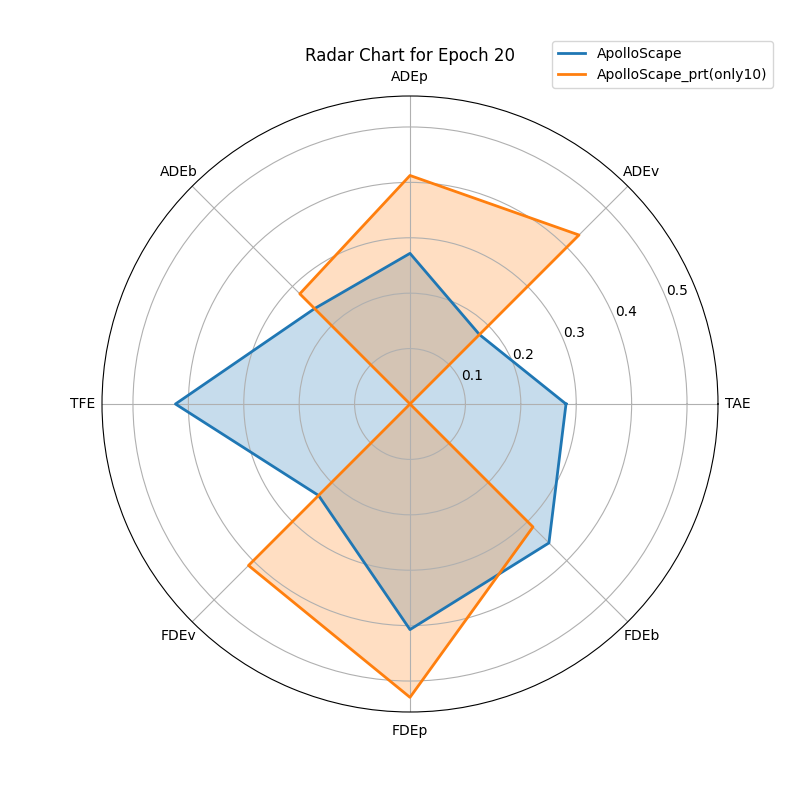 Radar Chart for Epoch 20
ApolloScape
ApolloScape_prt(only10)
ADEp
ADEb
ADEv
0.5
0.4
0.3
0.2
0.1
TFE
TAE
FDEv
FDEb
FDEp